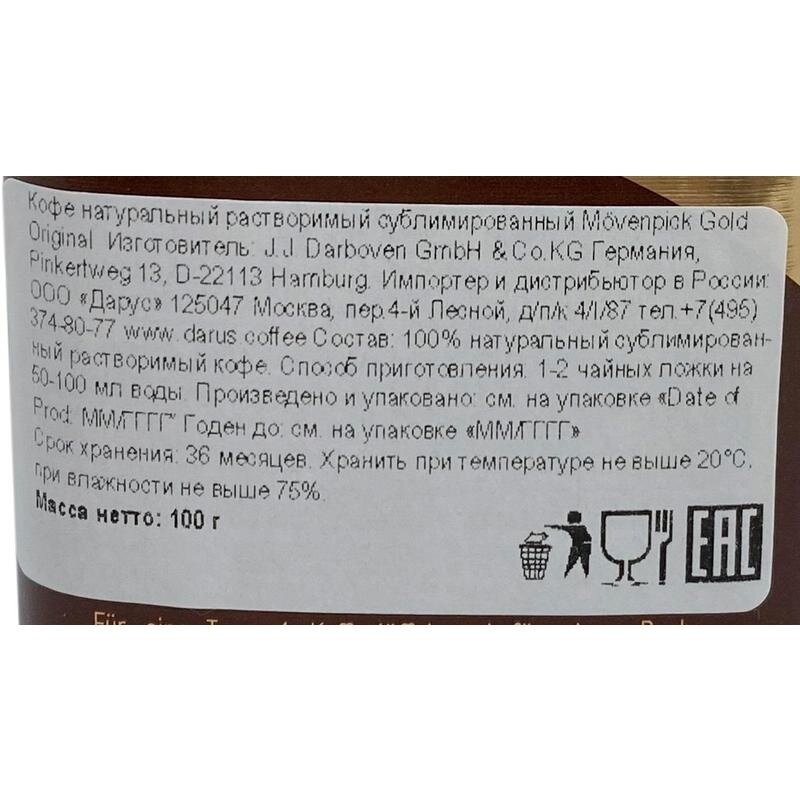 Кофе натуральный растворимый сублимированный Mövenpick Gold
Original Изготовитель: J.J. Darboven GmbH & Co.KG Германия,
Pinkertweg 13, D-22113 Hamburg. Импортер и дистрибьютор в России:
ООО «Дарус» 125047 Москва, пер.4-й Лесной, д/п/к 4/I/87 тел.+7(495)
374-80-77 www.darus.coffee Состав: 100% натуральный сублимирован-
ный растворимый кофе. Способ приготовления: 1-2 чайных ложки на
50-100 мл воды. Произведено и упаковано: см. на упаковке «Date of
Prod: ММ/ГГГГ" Годен до: см. на упаковке «ММ/ГГГГ»
Срок хранения: 36 месяцев. Хранить при температуре не выше 20°C,
при влажности не выше 75%.
Масса нетто: 100 г
EAC
Für eine